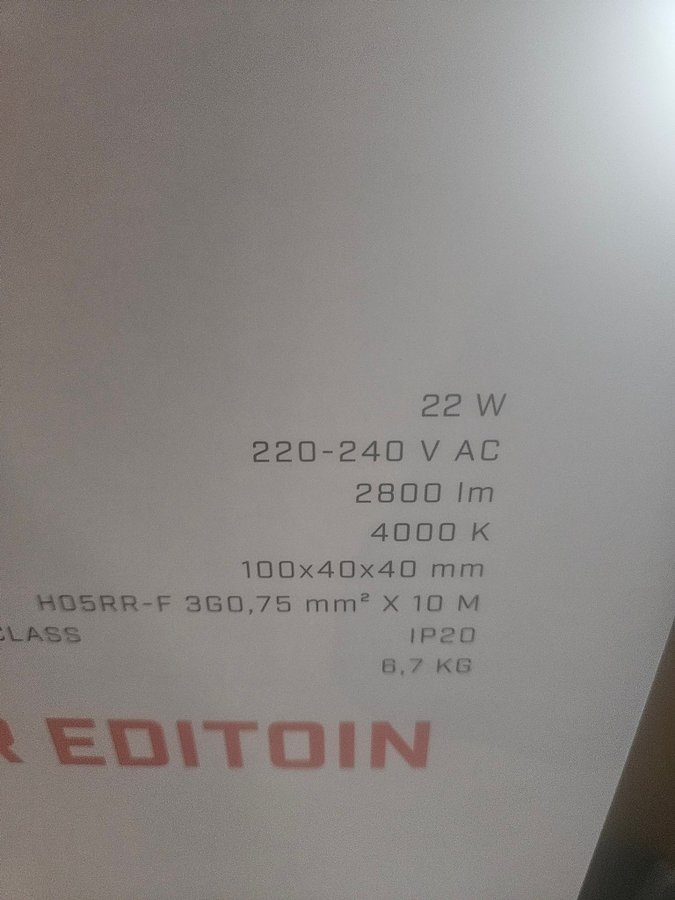 22 W
220-240 V AC
2800 lm
4000 K
100x40x40 mm
H05RR-F 3G0,75 mm² X 10 M
CLASS IP20
6,7 KG
R EDITOIN